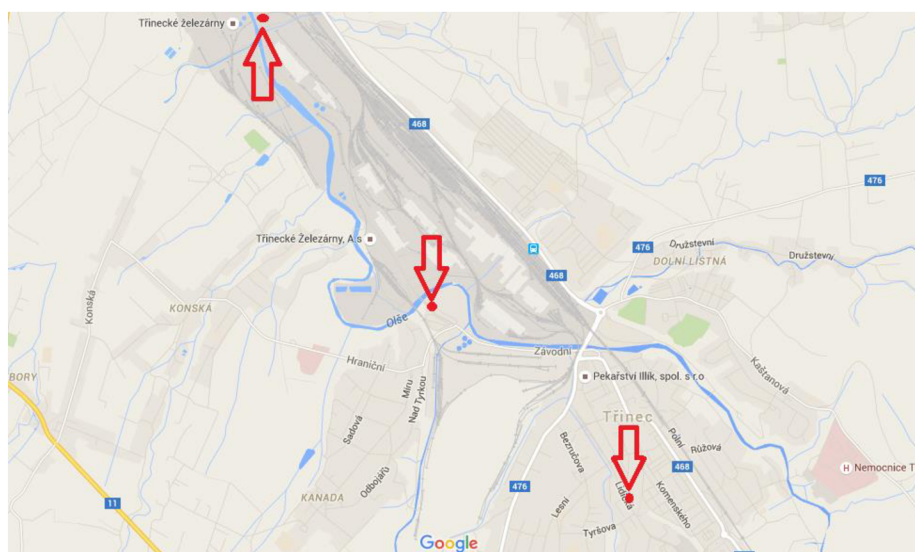 Třinecké železárny
468
476
Třinecké Železárny, A.s
476
Družstevní
DOLNÍ LÍŠTNÁ
Družstevní
468
KONSKÁ
Konská
Olše
Závodní
Hraniční
BORY
Míru
Nad Tyrkou
Pekařství Illík, spol. s r.o
Kaštanová
Sadová
Třinec
Polní
Růžová
Bezručova
468
Nemocnice T
H
Odbojářů
KANADA
476
Lesní
Lidická
Komenského
11
Tyršova
Google